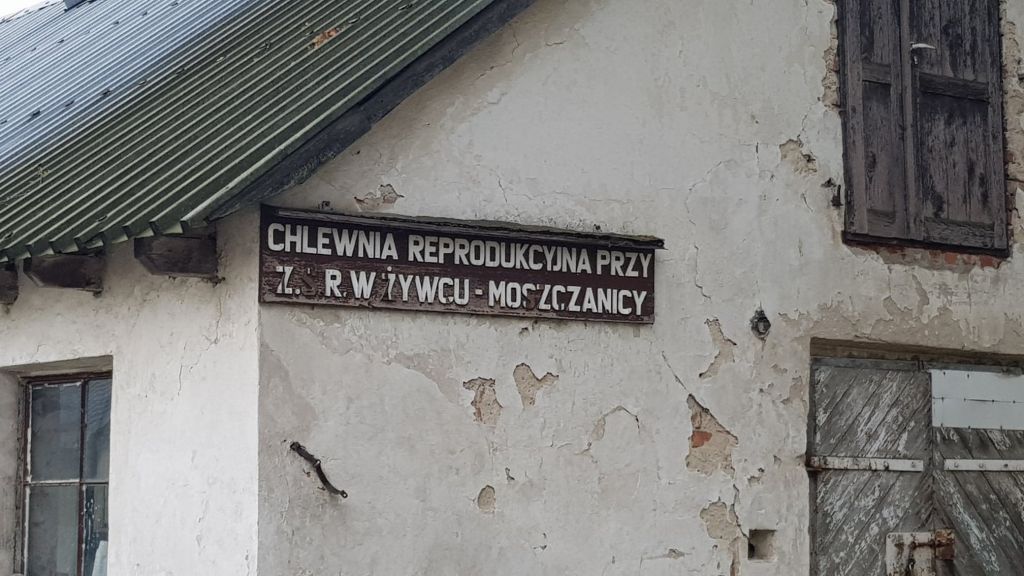 CHLEWNIA REPRODUKCYJNA PRZY
Z. R. W ŻYWCU - MOSZCZANICY